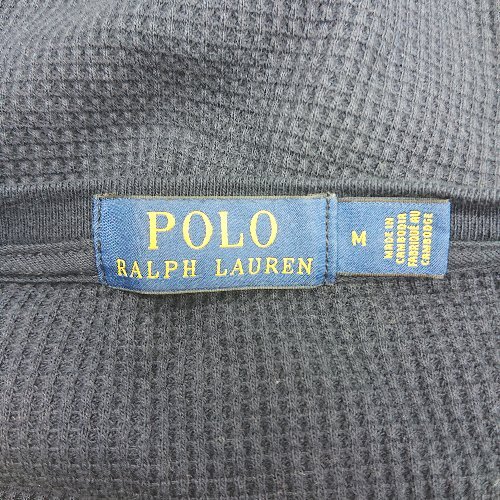 POLO
RALPH LAUREN
M
MADE IN
CAMBODIA
FABRIQUÉ AU
CAMBODGE